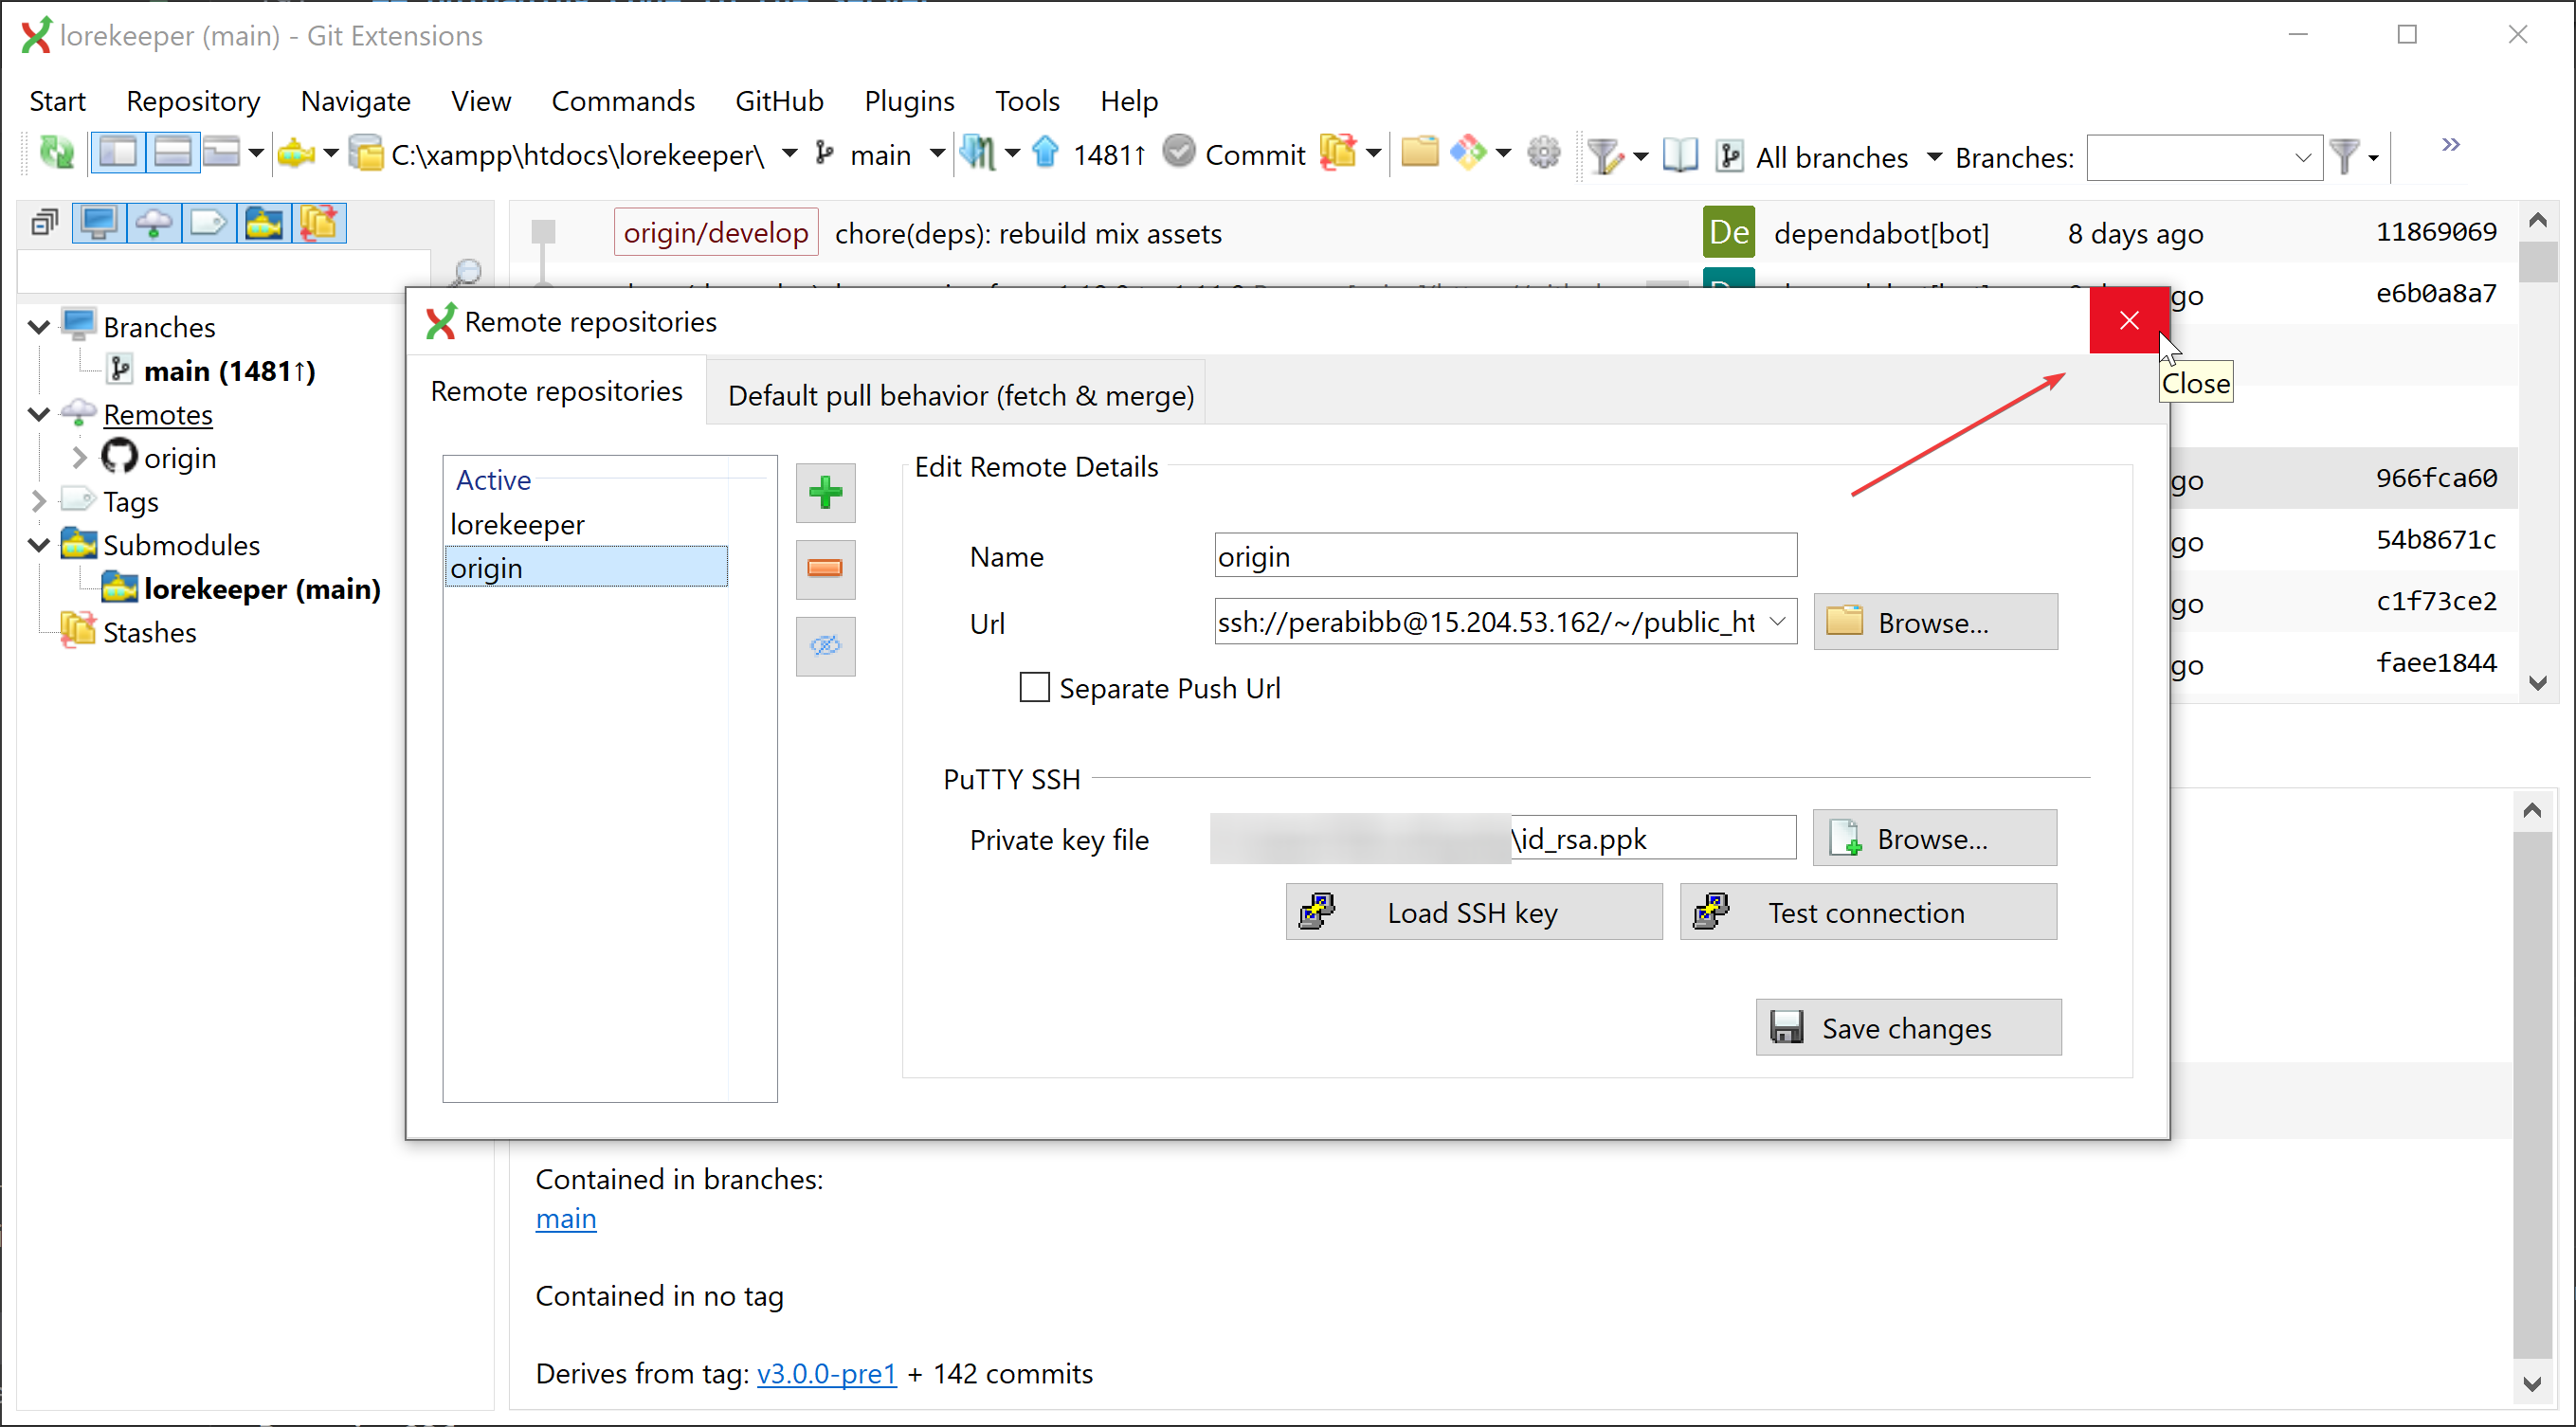 lorekeeper (main) - Git Extensions
Start Repository Navigate View Commands GitHub Plugins Tools Help
C:\xampp\htdocs\lorekeeper\ main 1481↑ Commit All branches Branches:
origin/develop chore(deps): rebuild mix assets De dependabot[bot] 8 days ago 11869069
go e6b0a8a7
Branches
main (1481↑)
Remotes
origin
Tags
Submodules
lorekeeper (main)
Stashes
Remote repositories
Close
Remote repositories Default pull behavior (fetch & merge)
Active
lorekeeper
origin
Edit Remote Details
Name origin
Url ssh://perabibb@15.204.53.162/~/public_ht Browse...
Separate Push Url
PuTTY SSH
Private key file \id_rsa.ppk Browse...
Load SSH key Test connection
Save changes
go 966fca60
go 54b8671c
go c1f73ce2
go faee1844
Contained in branches:
main
Contained in no tag
Derives from tag: v3.0.0-pre1 + 142 commits